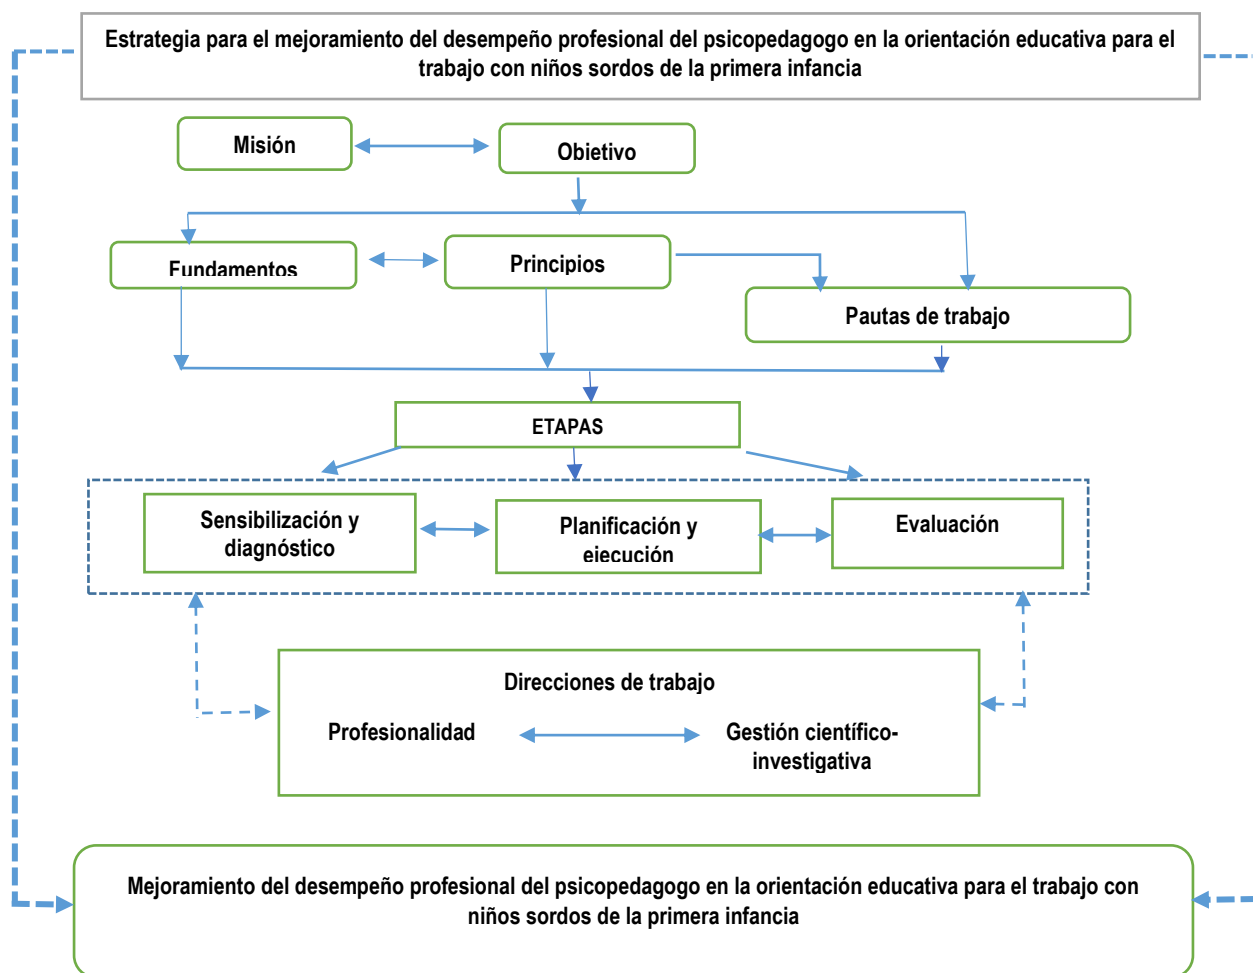 Estrategia para el mejoramiento del desempeño profesional del psicopedagogo en la orientación educativa para el
trabajo con niños sordos de la primera infancia
Misión
Obietivo
Fundamentos
Principios
Pautas de trabajo
ETAPAS
Sensibilización y
diagnóstico
Planificación y
ejecución
Evaluación
Direcciones de trabajo
Profesionalidad
Gestión científico-
investigativa
Mejoramiento del desempeño profesional del psicopedagogo en la orientación educativa para el trabajo con
niños sordos de la primera infancia